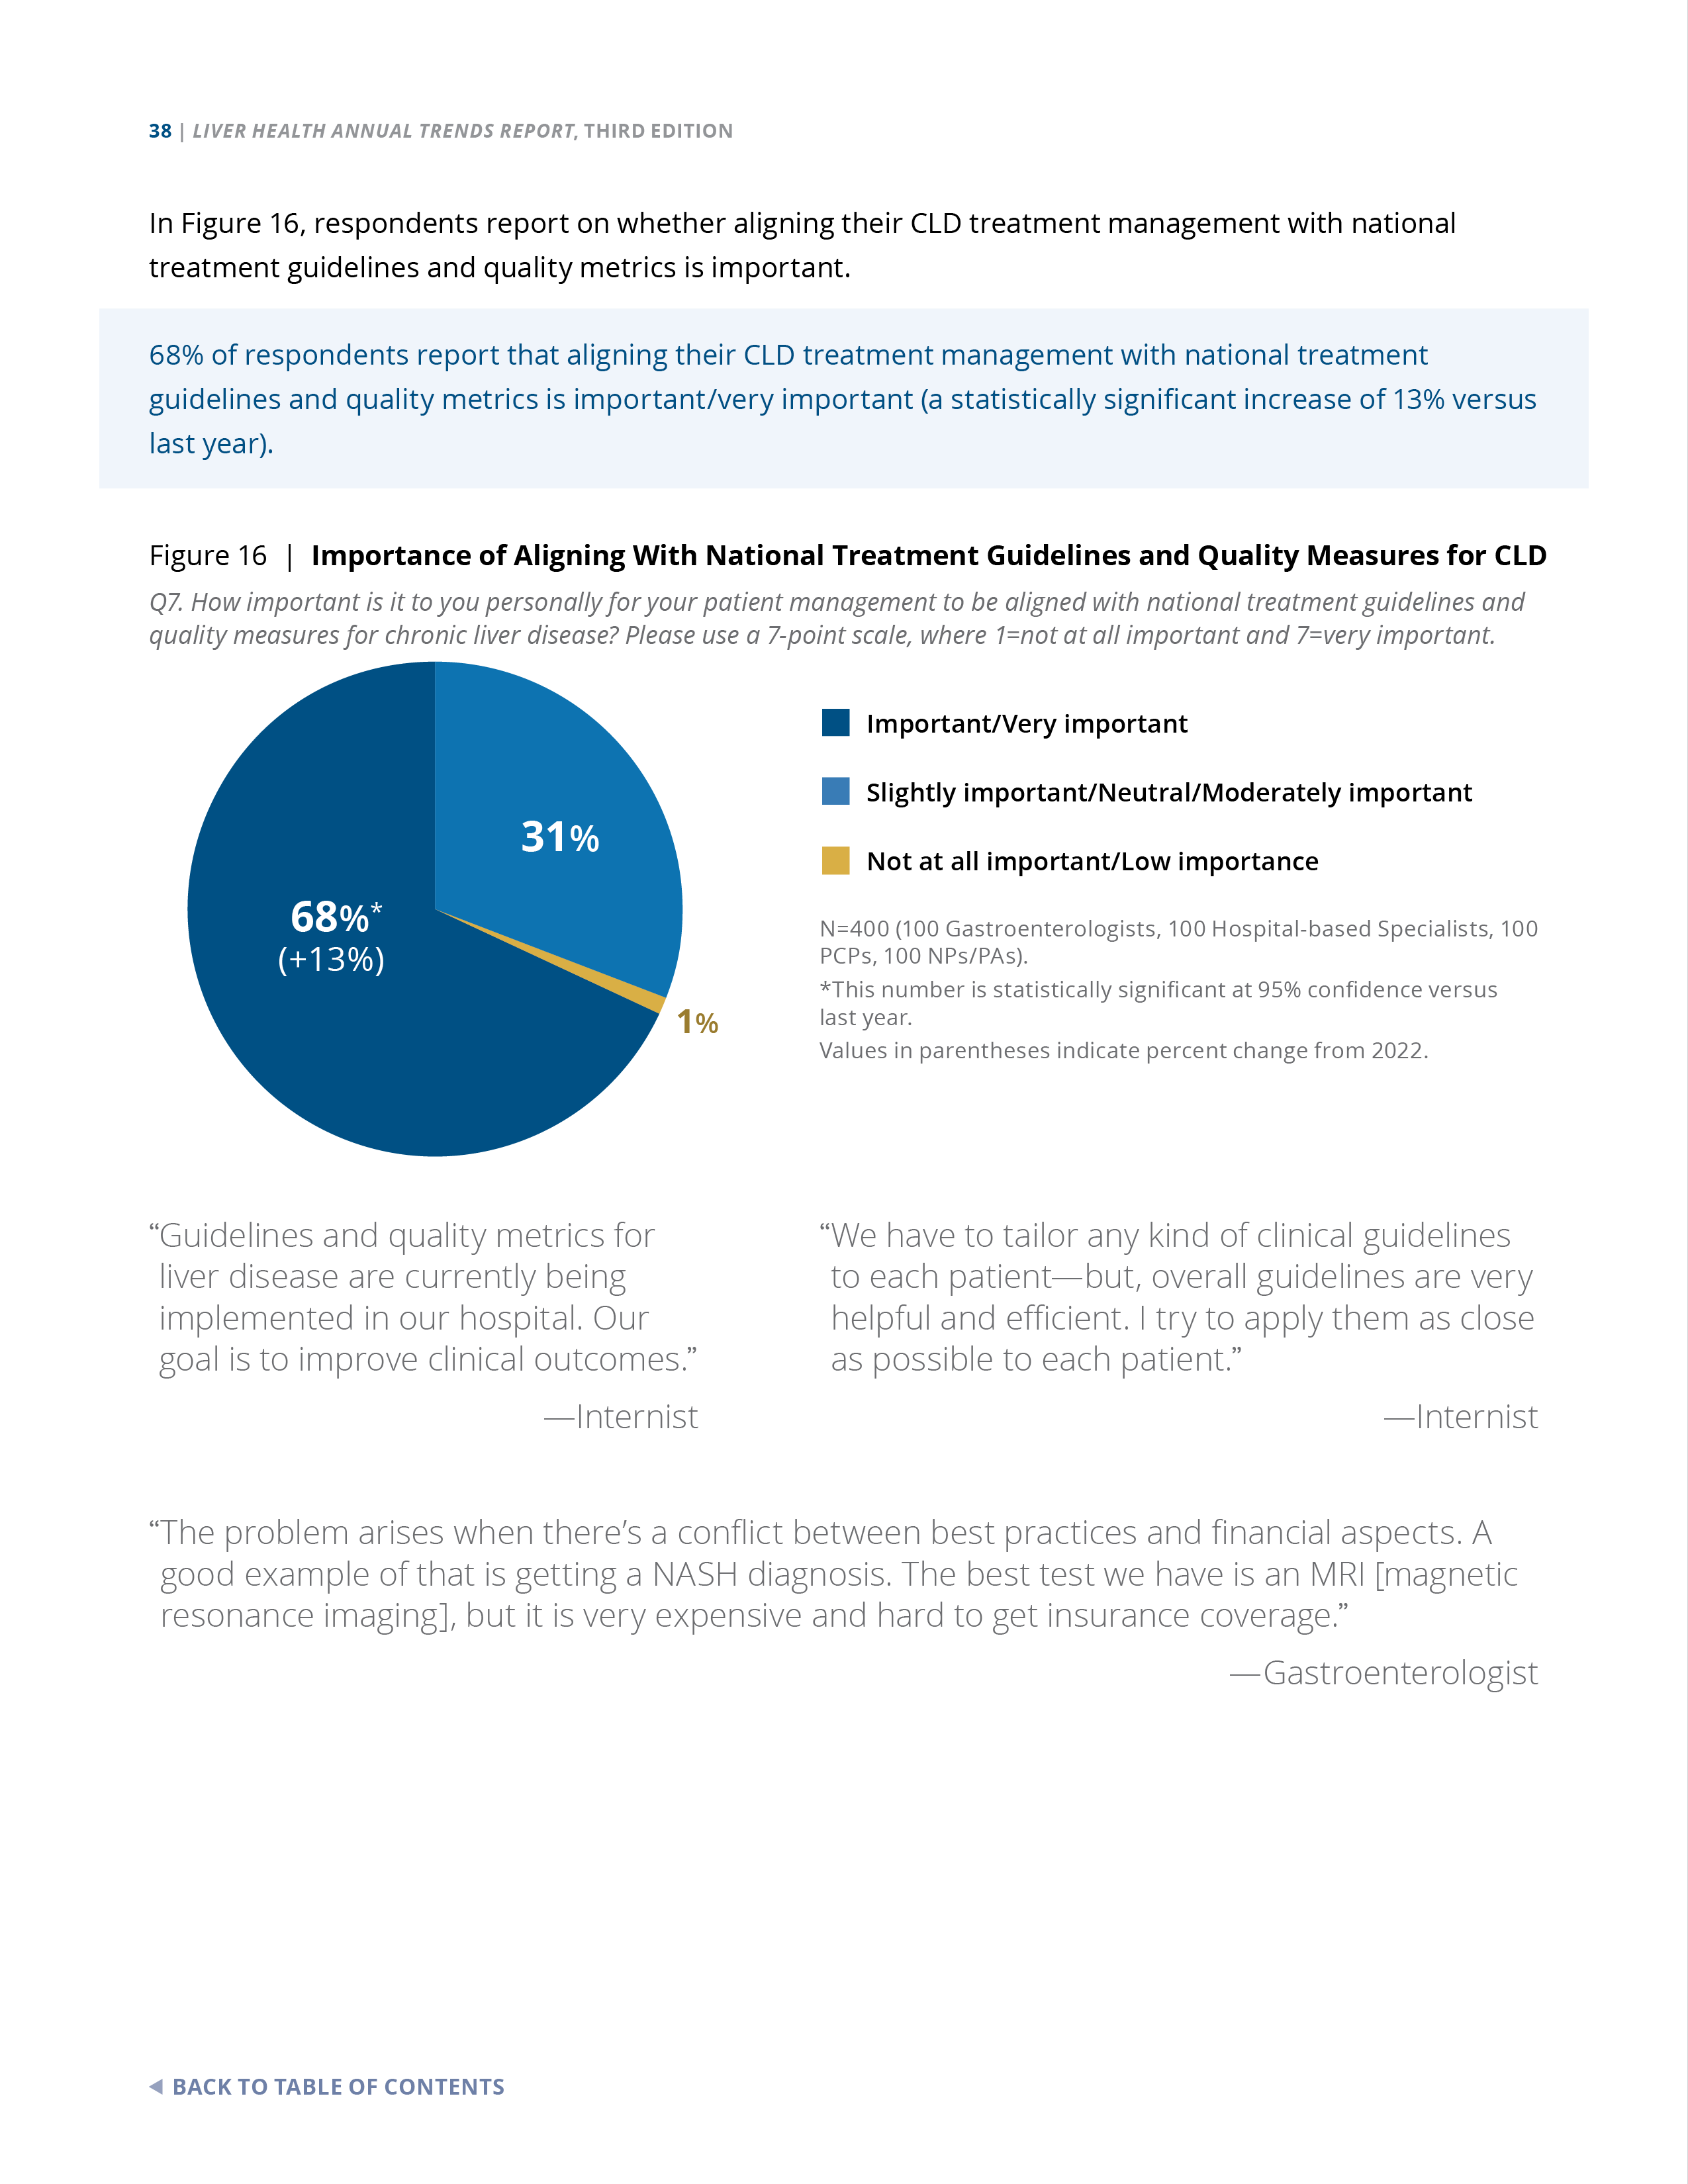 38 | LIVER HEALTH ANNUAL TRENDS REPORT, THIRD EDITION
In Figure 16, respondents report on whether aligning their CLD treatment management with national
treatment guidelines and quality metrics is important.
68% of respondents report that aligning their CLD treatment management with national treatment
guidelines and quality metrics is important/very important (a statistically significant increase of 13% versus
last year).
Figure 16 | Importance of Aligning With National Treatment Guidelines and Quality Measures for CLD
Q7. How important is it to you personally for your patient management to be aligned with national treatment guidelines and
quality measures for chronic liver disease? Please use a 7-point scale, where 1=not at all important and 7=very important.
31%
68%*
(+13%)
1%
Important/Very important
Slightly important/Neutral/Moderately important
Not at all important/Low importance
N=400 (100 Gastroenterologists, 100 Hospital-based Specialists, 100
PCPs, 100 NPs/PAs).
*This number is statistically significant at 95% confidence versus
last year.
Values in parentheses indicate percent change from 2022.
“Guidelines and quality metrics for
liver disease are currently being
implemented in our hospital. Our
goal is to improve clinical outcomes.”
—Internist
“We have to tailor any kind of clinical guidelines
to each patient—but, overall guidelines are very
helpful and efficient. I try to apply them as close
as possible to each patient.”
—Internist
“The problem arises when there’s a conflict between best practices and financial aspects. A
good example of that is getting a NASH diagnosis. The best test we have is an MRI [magnetic
resonance imaging], but it is very expensive and hard to get insurance coverage.”
—Gastroenterologist
BACK TO TABLE OF CONTENTS